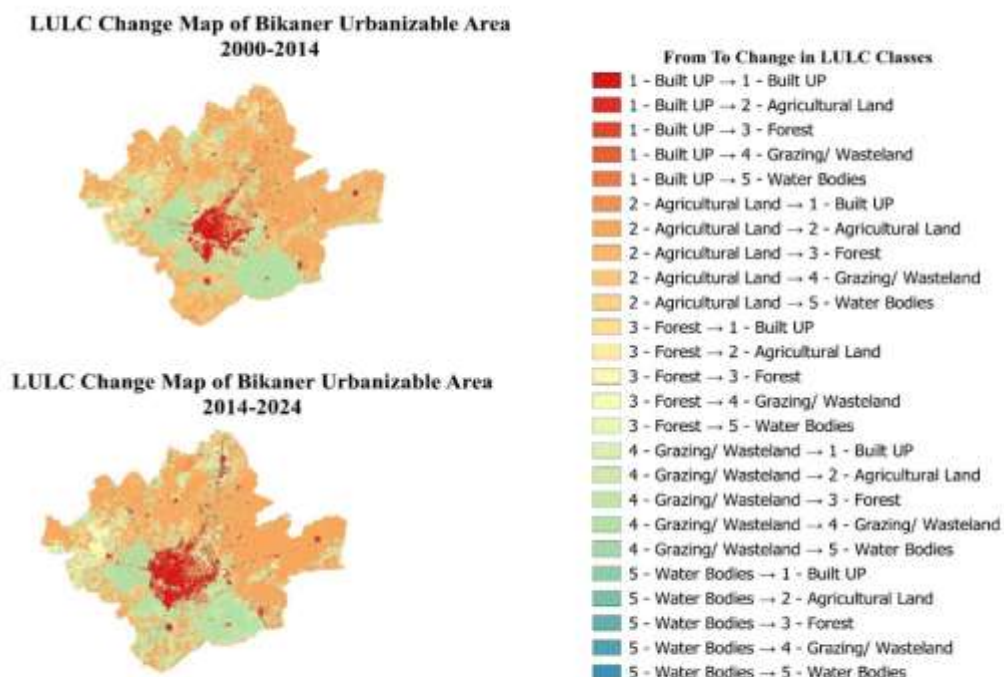 LULC Change Map of Bikaner Urbanizable Area
2000-2014
LULC Change Map of Bikaner Urbanizable Area
2014-2024
From To Change in LULC Classes
1 - Built UP → 1 - Built UP
1 - Built UP → 2 - Agricultural Land
1 - Built UP → 3 - Forest
1 - Built UP → 4 - Grazing/ Wasteland
1 - Built UP → 5 - Water Bodies
2 - Agricultural Land → 1 - Built UP
2 - Agricultural Land → 2 - Agricultural Land
2 - Agricultural Land → 3 - Forest
2 - Agricultural Land → 4 - Grazing/ Wasteland
2 - Agricultural Land → 5 - Water Bodies
3 - Forest → 1 - Built UP
3 - Forest → 2 - Agricultural Land
3 - Forest → 3 - Forest
3 - Forest → 4 - Grazing/ Wasteland
3 - Forest → 5 - Water Bodies
4 - Grazing/ Wasteland → 1 - Built UP
4 - Grazing/ Wasteland → 2 - Agricultural Land
4 - Grazing/ Wasteland → 3 - Forest
4 - Grazing/ Wasteland → 4 - Grazing/ Wasteland
4 - Grazing/ Wasteland → 5 - Water Bodies
5 - Water Bodies → 1 - Built UP
5 - Water Bodies → 2 - Agricultural Land
5 - Water Bodies → 3 - Forest
5 - Water Bodies → 4 - Grazing/ Wasteland
5 - Water Bodies → 5 - Water Bodies